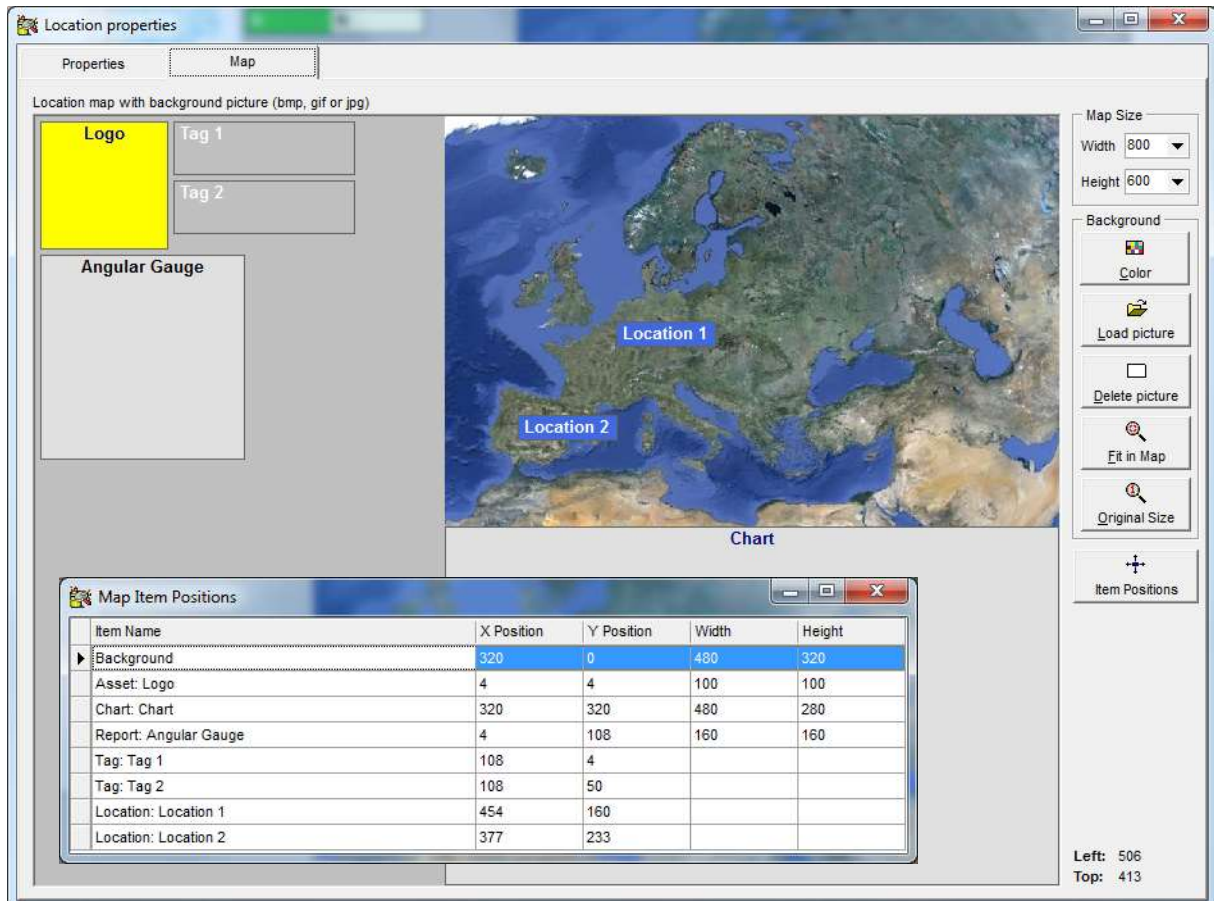 Location properties
Properties
Map
Location map with background picture (bmp, gif or jpg)
Logo
Tag 1
Tag 2
Angular Gauge
Location 1
Location 2
Chart
Map Size
Width 800
Height 600
Background
Color
Load picture
Delete picture
Fit in Map
Original Size
Item Positions
Map Item Positions
Item Name X Position Y Position Width Height
Background 320 0 480 320
Asset: Logo 4 4 100 100
Chart: Chart 320 320 480 280
Report: Angular Gauge 4 108 160 160
Tag: Tag 1 108 4
Tag: Tag 2 108 50
Location: Location 1 454 160
Location: Location 2 377 233
Left: 506
Top: 413